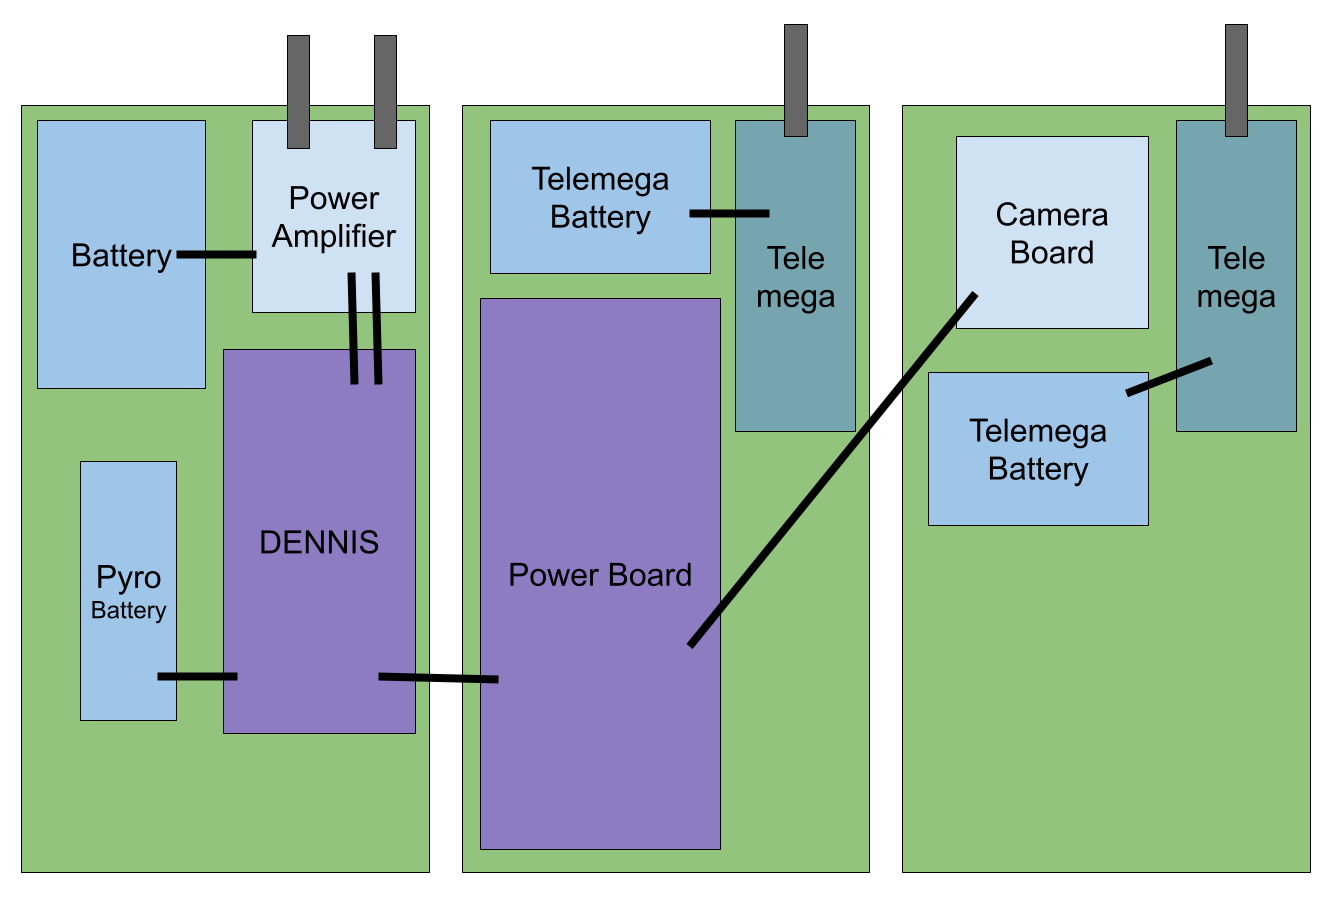 Battery
Power
Amplifier
Pyro
Battery
DENNIS
Telemega
Battery
Tele
mega
Power Board
Camera
Board
Tele
mega
Telemega
Battery